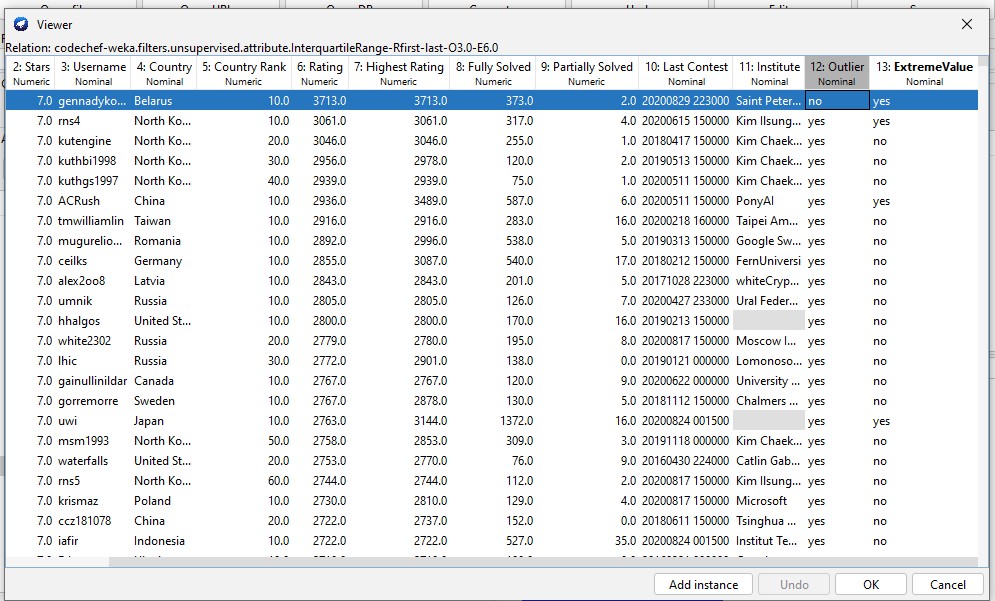 Viewer
Relation: codechef-weka.filters.unsupervised.attribute.InterquartileRange-Rfirst-last-O3.0-E6.0
2: Stars 3: Username 4: Country 5: Country Rank 6: Rating 7: Highest Rating 8: Fully Solved 9: Partially Solved 10: Last Contest 11: Institute 12: Outlier 13: ExtremeValue
Numeric Nominal Nominal Numeric Numeric Numeric Numeric Numeric Nominal Nominal Nominal Nominal
7.0 gennadyko... Belarus 10.0 3713.0 3713.0 373.0 2.0 20200829 223000 Saint Peter... no yes
7.0 rns4 North Ko... 10.0 3061.0 3061.0 317.0 4.0 20200615 150000 Kim Ilsung... yes yes
7.0 kutengine North Ko... 20.0 3046.0 3046.0 255.0 1.0 20180417 150000 Kim Chaek... yes no
7.0 kuthbi1998 North Ko... 30.0 2956.0 2978.0 120.0 2.0 20190513 150000 Kim Chaek... yes no
7.0 kuthgs1997 North Ko... 40.0 2939.0 2939.0 75.0 1.0 20200511 150000 Kim Chaek... yes no
7.0 ACRush China 10.0 2936.0 3489.0 587.0 6.0 20200511 150000 PonyAI yes yes
7.0 tmwilliamlin Taiwan 10.0 2916.0 2916.0 283.0 16.0 20200218 160000 Taipei Am... yes no
7.0 mugurelio... Romania 10.0 2892.0 2996.0 538.0 5.0 20190313 150000 Google Sw... yes no
7.0 ceilks Germany 10.0 2855.0 3087.0 540.0 17.0 20180212 150000 FernUniversi yes no
7.0 alex2oo8 Latvia 10.0 2843.0 2843.0 201.0 5.0 20171028 223000 whiteCryp... yes no
7.0 umnik Russia 10.0 2805.0 2805.0 126.0 7.0 20200427 233000 Ural Feder... yes no
7.0 hhalgos United St... 10.0 2800.0 2800.0 170.0 16.0 20190213 150000 yes no
7.0 white2302 Russia 20.0 2779.0 2780.0 195.0 8.0 20200817 150000 Moscow I... yes no
7.0 lhic Russia 30.0 2772.0 2901.0 138.0 0.0 20190121 000000 Lomonoso... yes no
7.0 gainullinildar Canada 10.0 2767.0 2767.0 120.0 9.0 20200622 000000 University ... yes no
7.0 gorremorre Sweden 10.0 2767.0 2878.0 130.0 5.0 20181112 150000 Chalmers ... yes no
7.0 uwi Japan 10.0 2763.0 3144.0 1372.0 16.0 20200824 001500 yes yes
7.0 msm1993 North Ko... 50.0 2758.0 2853.0 309.0 3.0 20191118 000000 Kim Chaek... yes no
7.0 waterfalls United St... 20.0 2753.0 2770.0 76.0 9.0 20160430 224000 Catlin Gab... yes no
7.0 rns5 North Ko... 60.0 2744.0 2744.0 112.0 2.0 20200817 150000 Kim Ilsung... yes no
7.0 krismaz Poland 10.0 2730.0 2810.0 129.0 4.0 20200817 150000 Microsoft yes no
7.0 ccz181078 China 20.0 2722.0 2737.0 152.0 0.0 20180611 150000 Tsinghua ... yes no
7.0 iafir Indonesia 10.0 2722.0 2722.0 527.0 35.0 20200824 001500 Institut Te... yes no
Add instance Undo OK Cancel